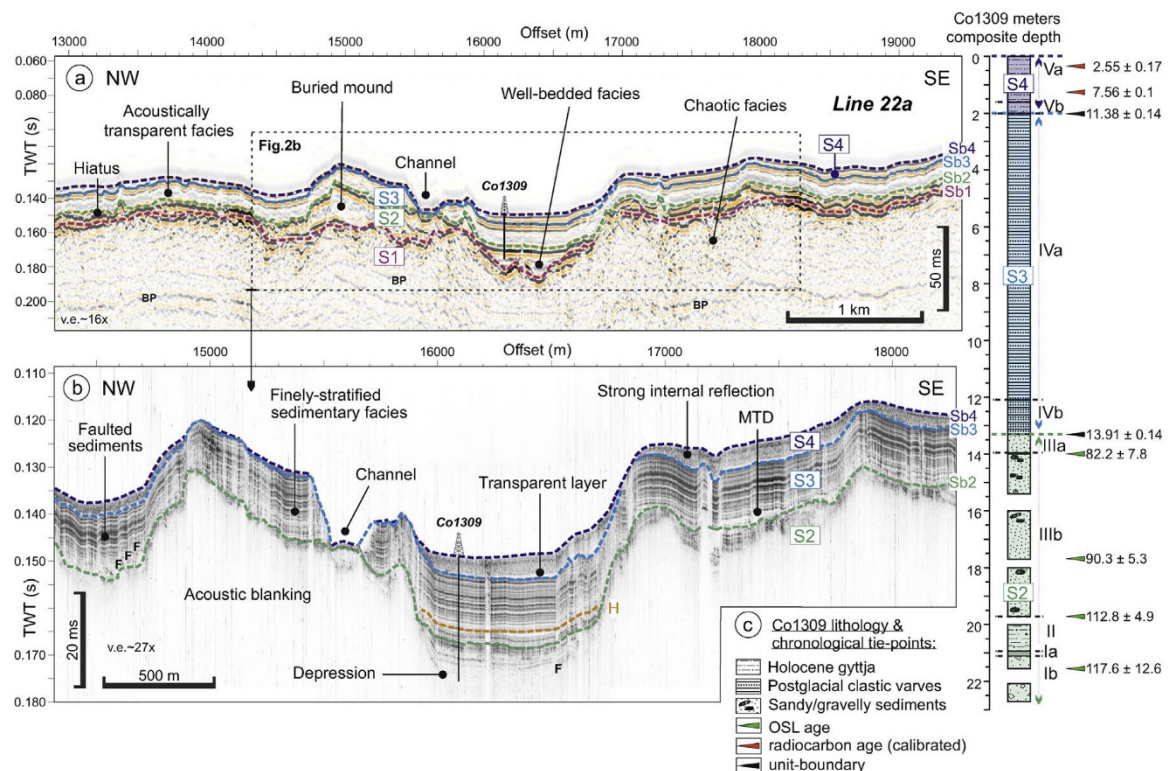 Offset (m)
13000 14000 15000 16000 17000 18000 19000
0.060
0.080
0.140
0.160
0.180
0.200
TWT (s)
a NW
SE
Buried mound
Well-bedded facies
Acoustically
transparent facies
Chaotic facies
Line 22a
Hiatus
Fig.2b
Channel
Co1309
S4
Sb4
Sb3
Sb2
Sb1
S3
S2
S1
BP
BP
BP
v.e.~16x
50 ms
1 km
Offset (m)
15000 16000 17000 18000
0.110
0.120
0.130
0.140
0.150
0.160
0.170
0.180
TWT (s)
b NW
SE
Finely-stratified
sedimentary facies
Strong internal reflection
MTD
Faulted
sediments
Channel
Transparent layer
Co1309
S4
S3
S2
Sb4
Sb3
Sb2
F
F
F
H
F
Acoustic blanking
Depression
20 ms
v.e.~27x
500 m
c Co1309 lithology &
chronological tie-points:
Holocene gyttja
Postglacial clastic varves
Sandy/gravelly sediments
OSL age
radiocarbon age (calibrated)
unit-boundary
Co1309 meters
composite depth
0
2
4
6
8
10
12
14
16
18
20
22
S4
S3
S2
Va
Vb
IVa
IVb
IIIa
IIIb
II
Ia
Ib
2.55 ± 0.17
7.56 ± 0.1
11.38 ± 0.14
13.91 ± 0.14
82.2 ± 7.8
90.3 ± 5.3
112.8 ± 4.9
117.6 ± 12.6